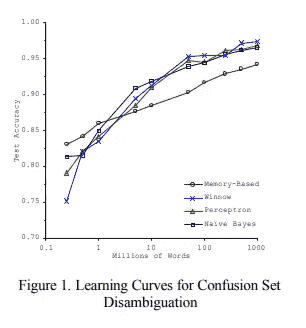 1.00
0.95
0.90
0.85
0.80
0.75
0.70
Test Accuracy
Memory-Based
Winnow
Perceptron
Naïve Bayes
0.1 1 10 100 1000
Millions of Words
Figure 1. Learning Curves for Confusion Set
Disambiguation